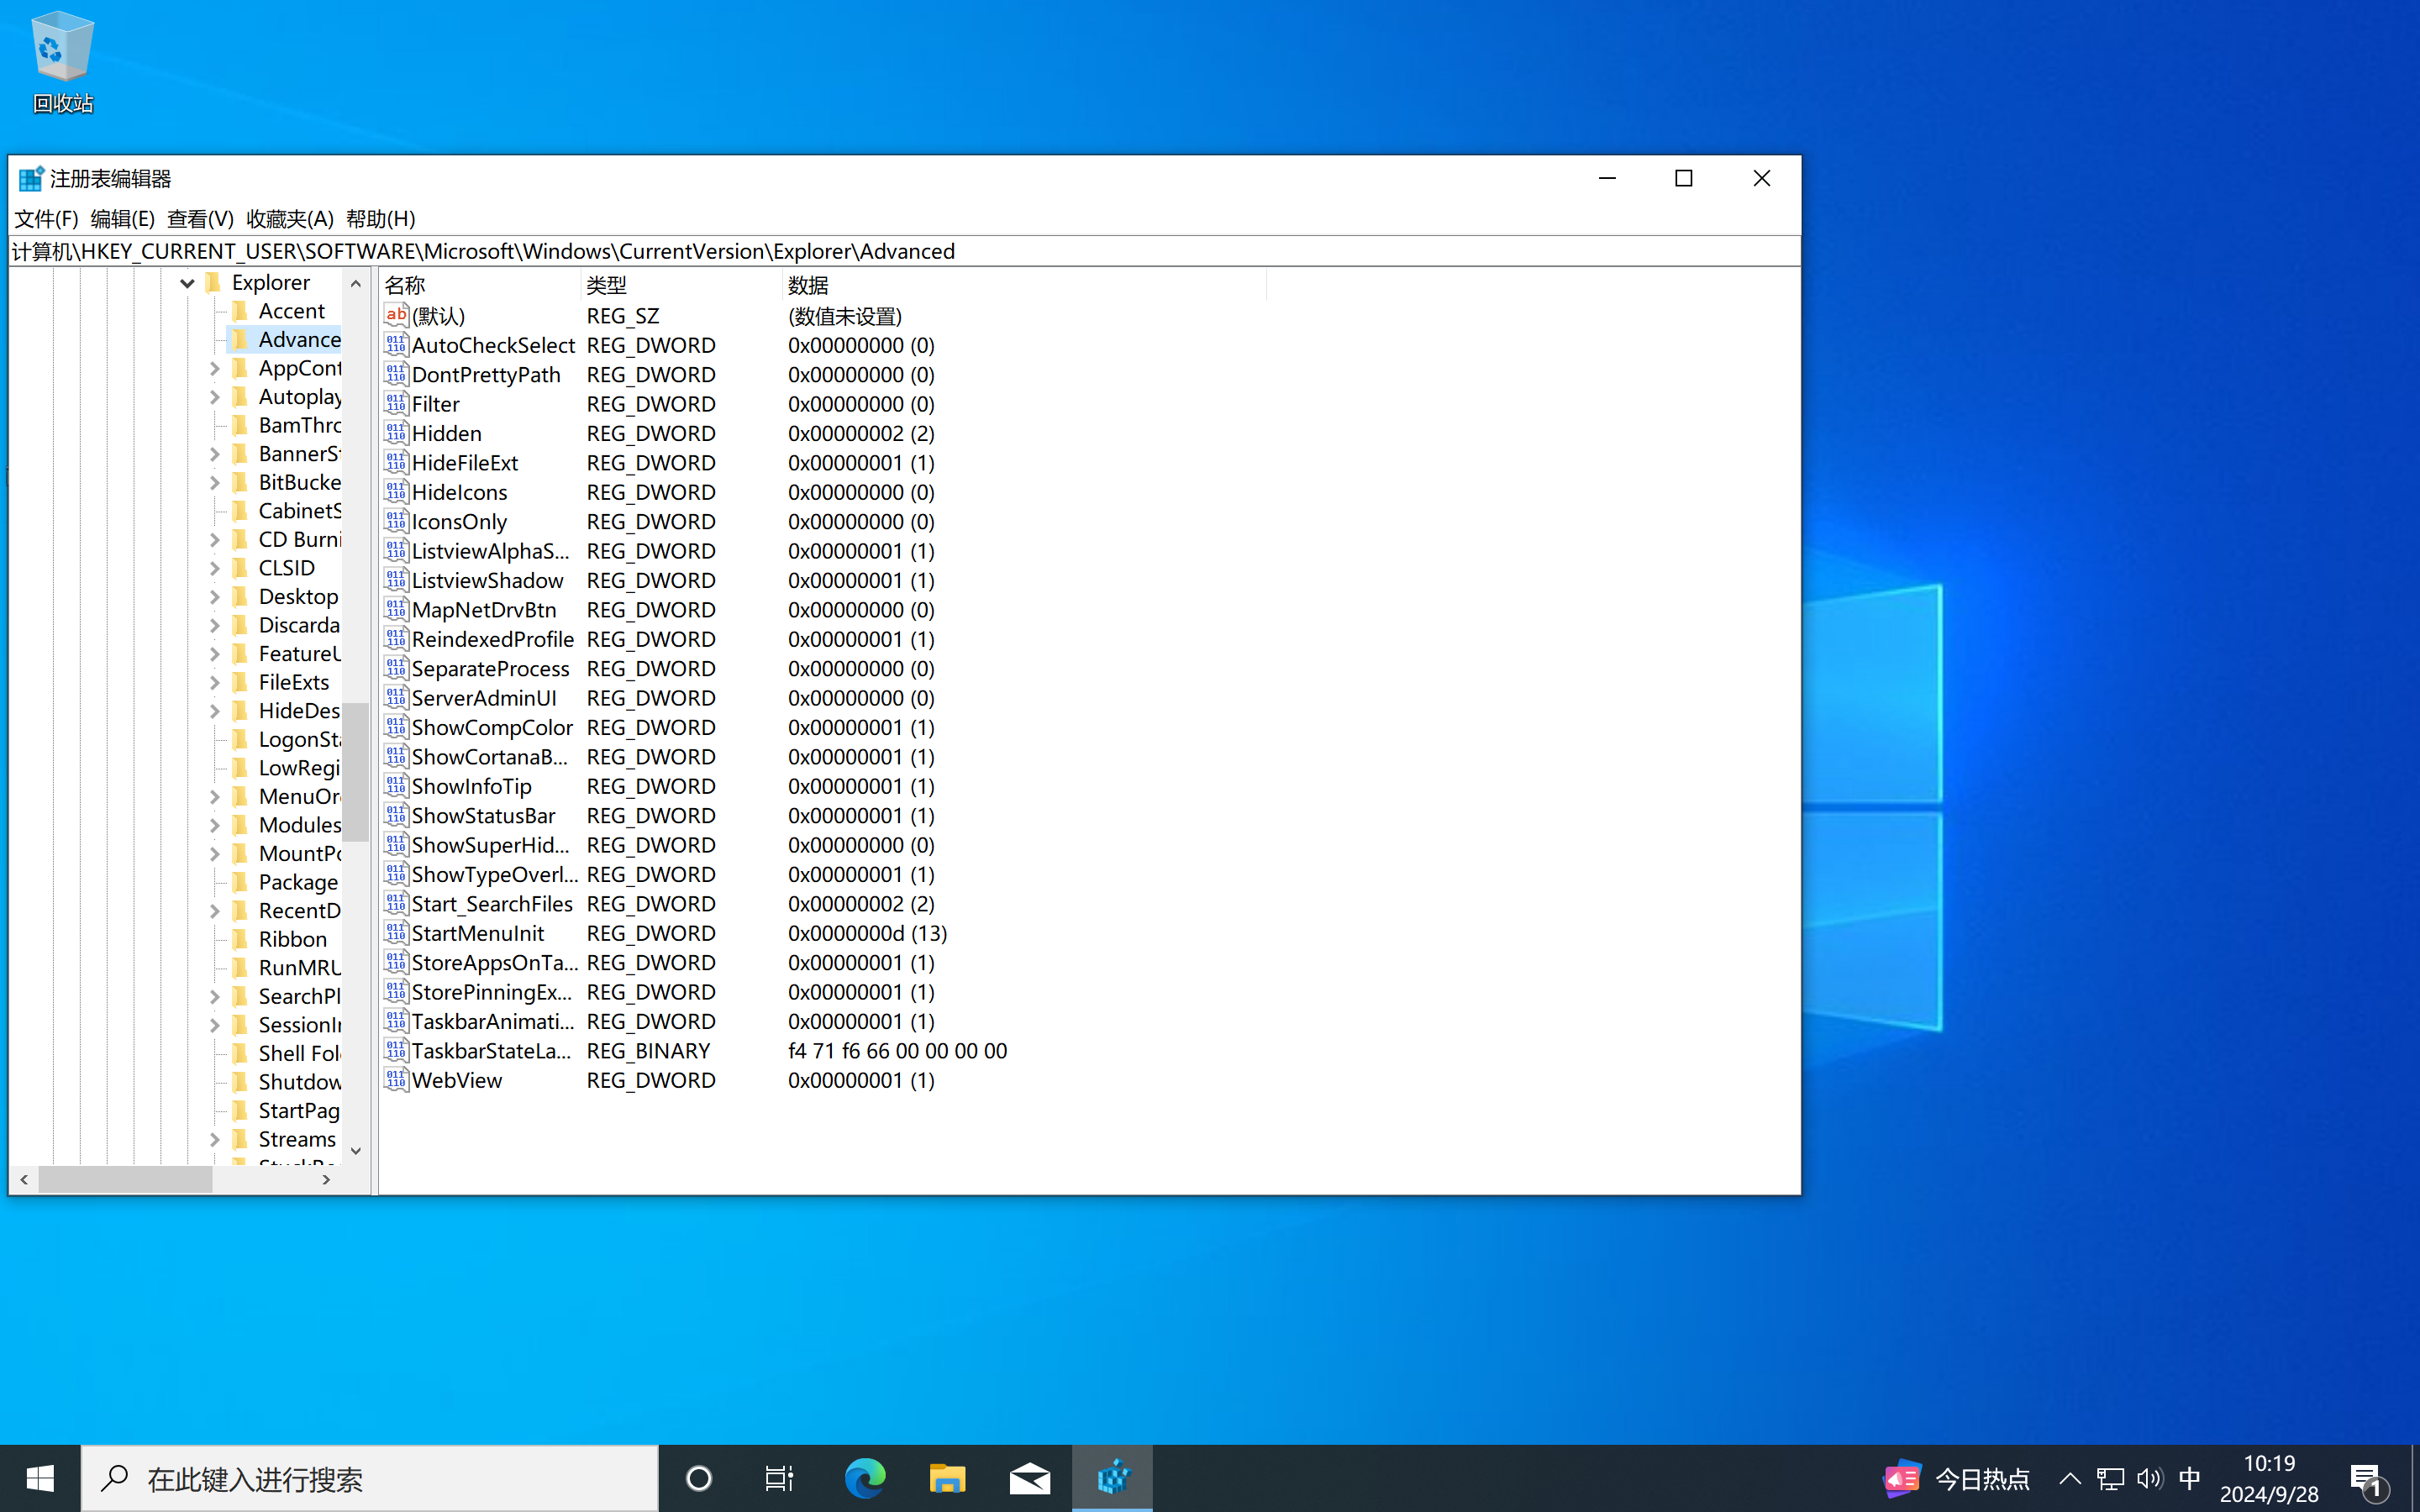 回收站
注册表编辑器
文件(F) 编辑(E) 查看(V) 收藏夹(A) 帮助(H)
计算机\HKEY_CURRENT_USER\SOFTWARE\Microsoft\Windows\CurrentVersion\Explorer\Advanced
Explorer
Accent
Advance
AppCont
Autoplay
BamThro
BannerSt
BitBucke
CabinetS
CD Burni
CLSID
Desktop
Discarda
FeatureU
FileExts
HideDes
LogonSta
LowRegi
MenuOr
Modules
MountPo
Package
RecentD
Ribbon
RunMRU
SearchPl
SessionIn
Shell Fol
Shutdow
StartPag
Streams
名称 类型 数据
(默认) REG_SZ (数值未设置)
AutoCheckSelect REG_DWORD 0x00000000 (0)
DontPrettyPath REG_DWORD 0x00000000 (0)
Filter REG_DWORD 0x00000000 (0)
Hidden REG_DWORD 0x00000002 (2)
HideFileExt REG_DWORD 0x00000001 (1)
HideIcons REG_DWORD 0x00000000 (0)
IconsOnly REG_DWORD 0x00000000 (0)
ListviewAlphaS... REG_DWORD 0x00000001 (1)
ListviewShadow REG_DWORD 0x00000001 (1)
MapNetDrvBtn REG_DWORD 0x00000000 (0)
ReindexedProfile REG_DWORD 0x00000001 (1)
SeparateProcess REG_DWORD 0x00000000 (0)
ServerAdminUI REG_DWORD 0x00000000 (0)
ShowCompColor REG_DWORD 0x00000001 (1)
ShowCortanaB... REG_DWORD 0x00000001 (1)
ShowInfoTip REG_DWORD 0x00000001 (1)
ShowStatusBar REG_DWORD 0x00000001 (1)
ShowSuperHid... REG_DWORD 0x00000000 (0)
ShowTypeOverl... REG_DWORD 0x00000001 (1)
Start_SearchFiles REG_DWORD 0x00000002 (2)
StartMenuInit REG_DWORD 0x0000000d (13)
StoreAppsOnTa... REG_DWORD 0x00000001 (1)
StorePinningEx... REG_DWORD 0x00000001 (1)
TaskbarAnimati... REG_DWORD 0x00000001 (1)
TaskbarStateLa... REG_BINARY f4 71 f6 66 00 00 00 00
WebView REG_DWORD 0x00000001 (1)
在此键入进行搜索
今日热点
中
10:19
2024/9/28
1